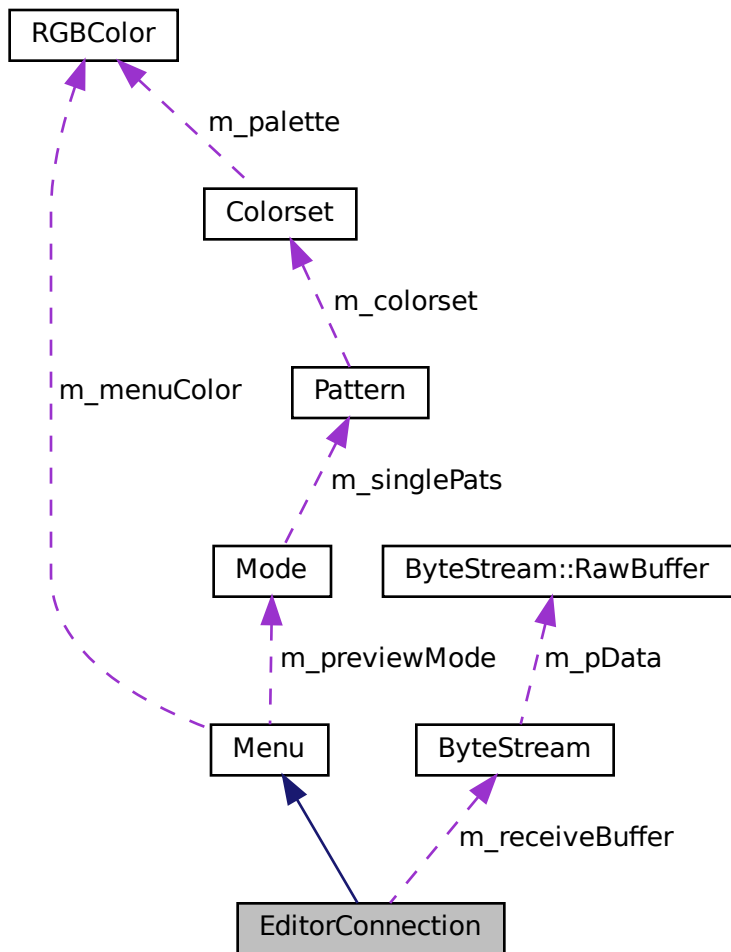 RGBColor
m_palette
Colorset
m_colorset
m_menuColor
Pattern
m_singlePats
Mode
ByteStream::RawBuffer
m_previewMode
m_pData
Menu
ByteStream
m_receiveBuffer
EditorConnection